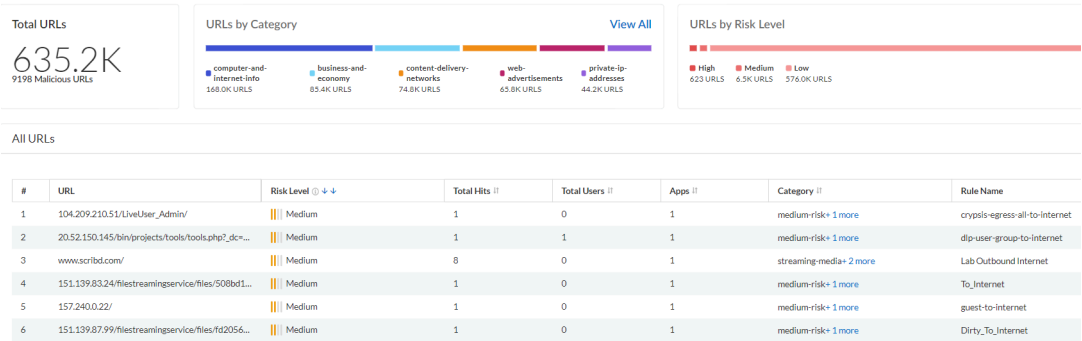 Total URLs
635.2K
9198 Malicious URLs
URLs by Category
View All
computer-and-internet-info
168.0K URLS
business-and-economy
85.4K URLS
content-delivery-networks
74.8K URLS
web-advertisements
65.8K URLS
private-ip-addresses
44.2K URLS
URLs by Risk Level
High
623 URLS
Medium
6.5K URLS
Low
576.0K URLS
All URLs
# URL Risk Level Total Hits Total Users Apps Category Rule Name
1 104.209.210.51/LiveUser_Admin/ Medium 1 0 1 medium-risk+ 1 more crypsis-egress-all-to-internet
2 20.52.150.145/bin/projects/tools/tools.php?_dc=... Medium 1 1 1 medium-risk+ 1 more dlp-user-group-to-internet
3 www.scribd.com/ Medium 8 0 1 streaming-media+ 2 more Lab Outbound Internet
4 151.139.83.24/filestreamingservice/files/508bd1... Medium 1 0 1 medium-risk+ 1 more To_Internet
5 157.240.0.22/ Medium 1 0 1 medium-risk+ 1 more guest-to-internet
6 151.139.87.99/filestreamingservice/files/fd2056... Medium 1 0 1 medium-risk+ 1 more Dirty_To_Internet